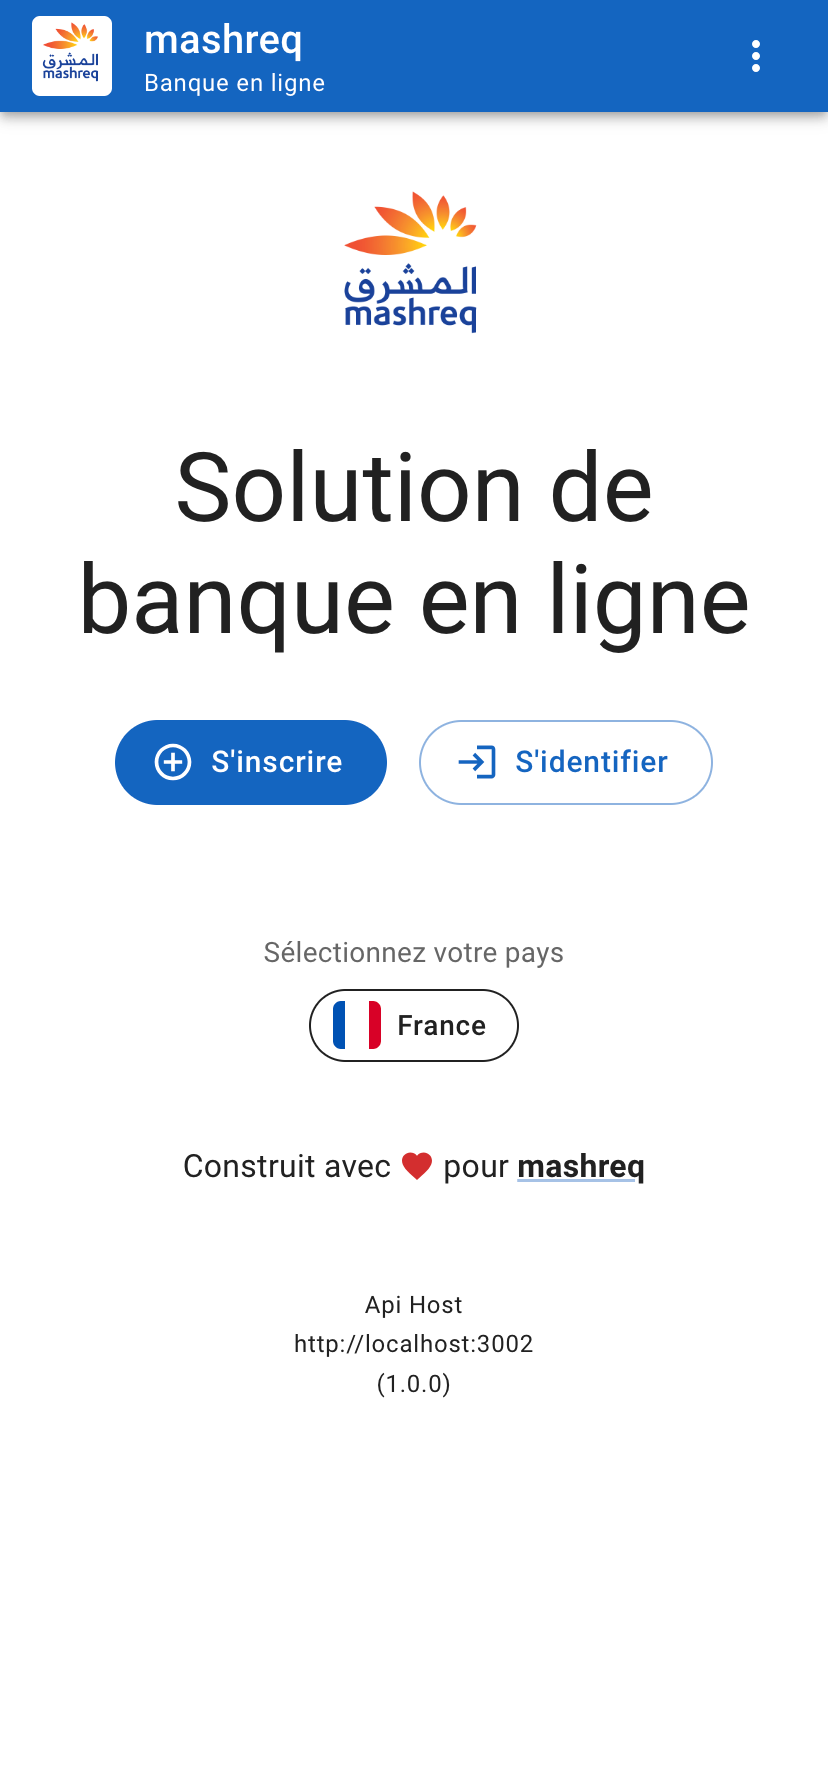 المشرق
mashreq
mashreq
Banque en ligne
المشرق
mashreq
Solution de
banque en ligne
S'inscrire
S'identifier
Sélectionnez votre pays
France
Construit avec pour mashreq
Api Host
http://localhost:3002
(1.0.0)